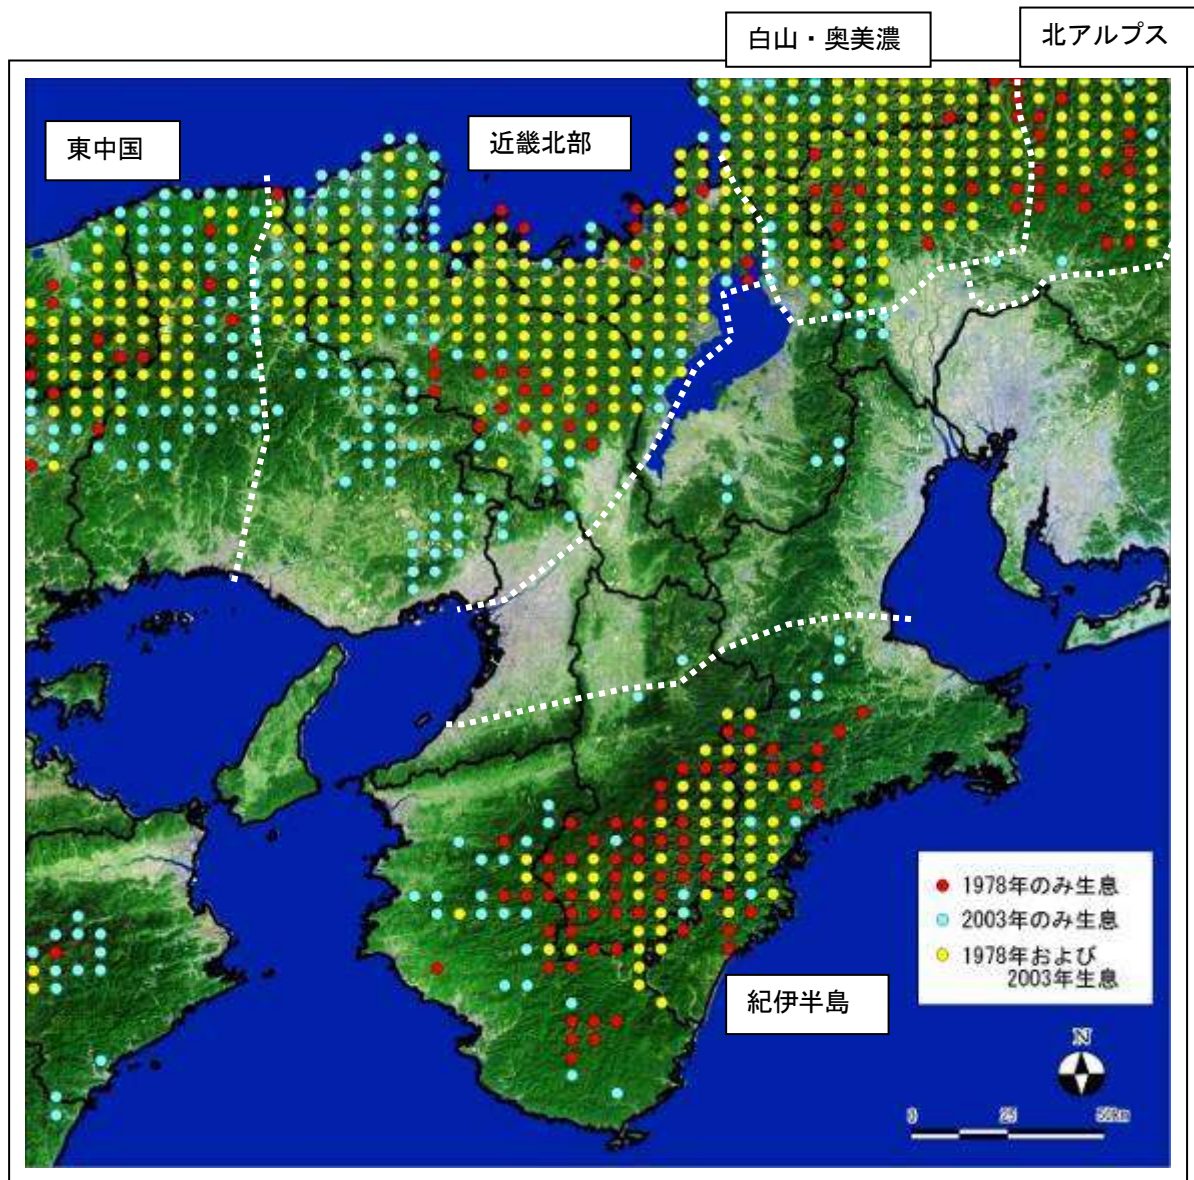 白山・奥美濃
北アルプス
東中国
近畿北部
紀伊半島
1978年のみ生息
2003年のみ生息
1978年および
2003年生息
N
0 25 50km